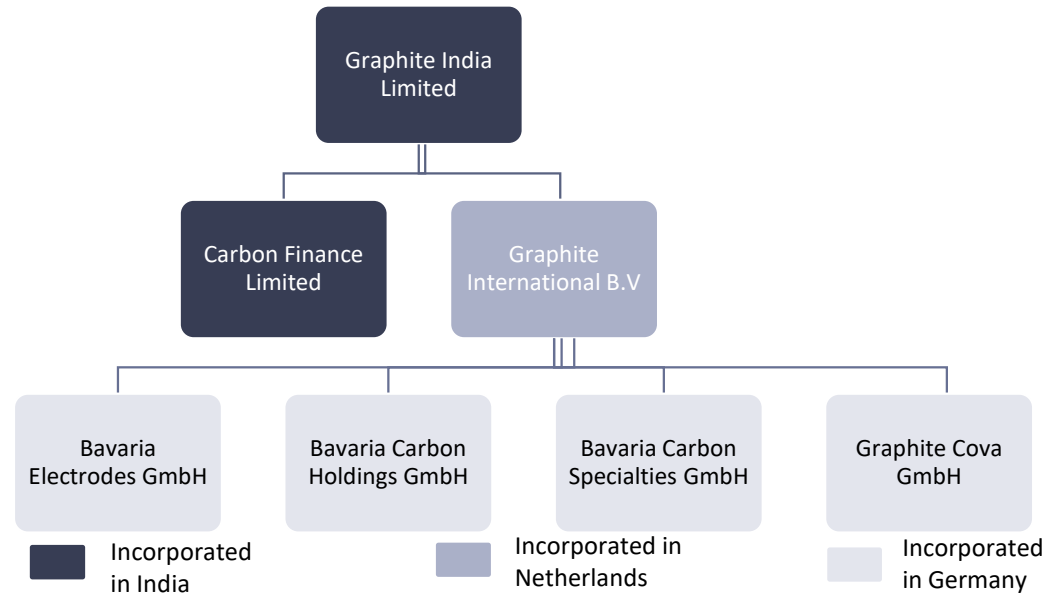 Graphite India
Limited
Carbon Finance
Limited
Graphite
International B.V
Bavaria
Electrodes GmbH
Bavaria Carbon
Holdings GmbH
Bavaria Carbon
Specialties GmbH
Graphite Cova
GmbH
Incorporated
in India
Incorporated in
Netherlands
Incorporated
in Germany